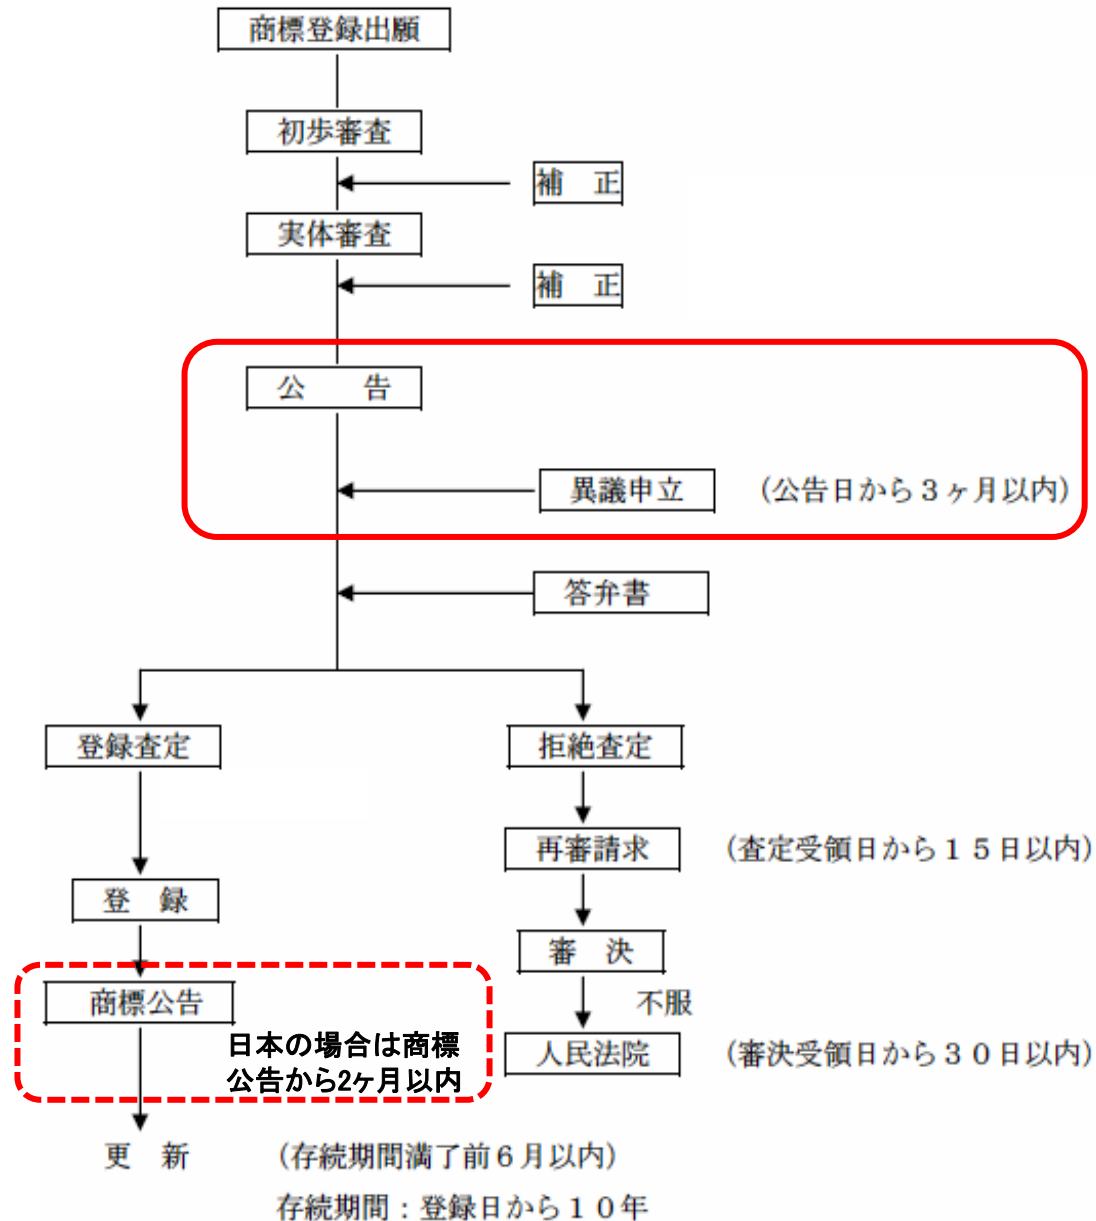 商標登録出願
初歩審査
補　正
実体審査
補　正
公　　告
異議申立　(公告日から３ヶ月以内)
答弁書
登録査定
拒絶査定
再審請求　(査定受領日から１５日以内)
登　録
審　決
不服
商標公告
日本の場合は商標
公告から2ヶ月以内
人民法院　(審決受領日から３０日以内)
更　新　(存続期間満了前６月以内)
存続期間：登録日から１０年